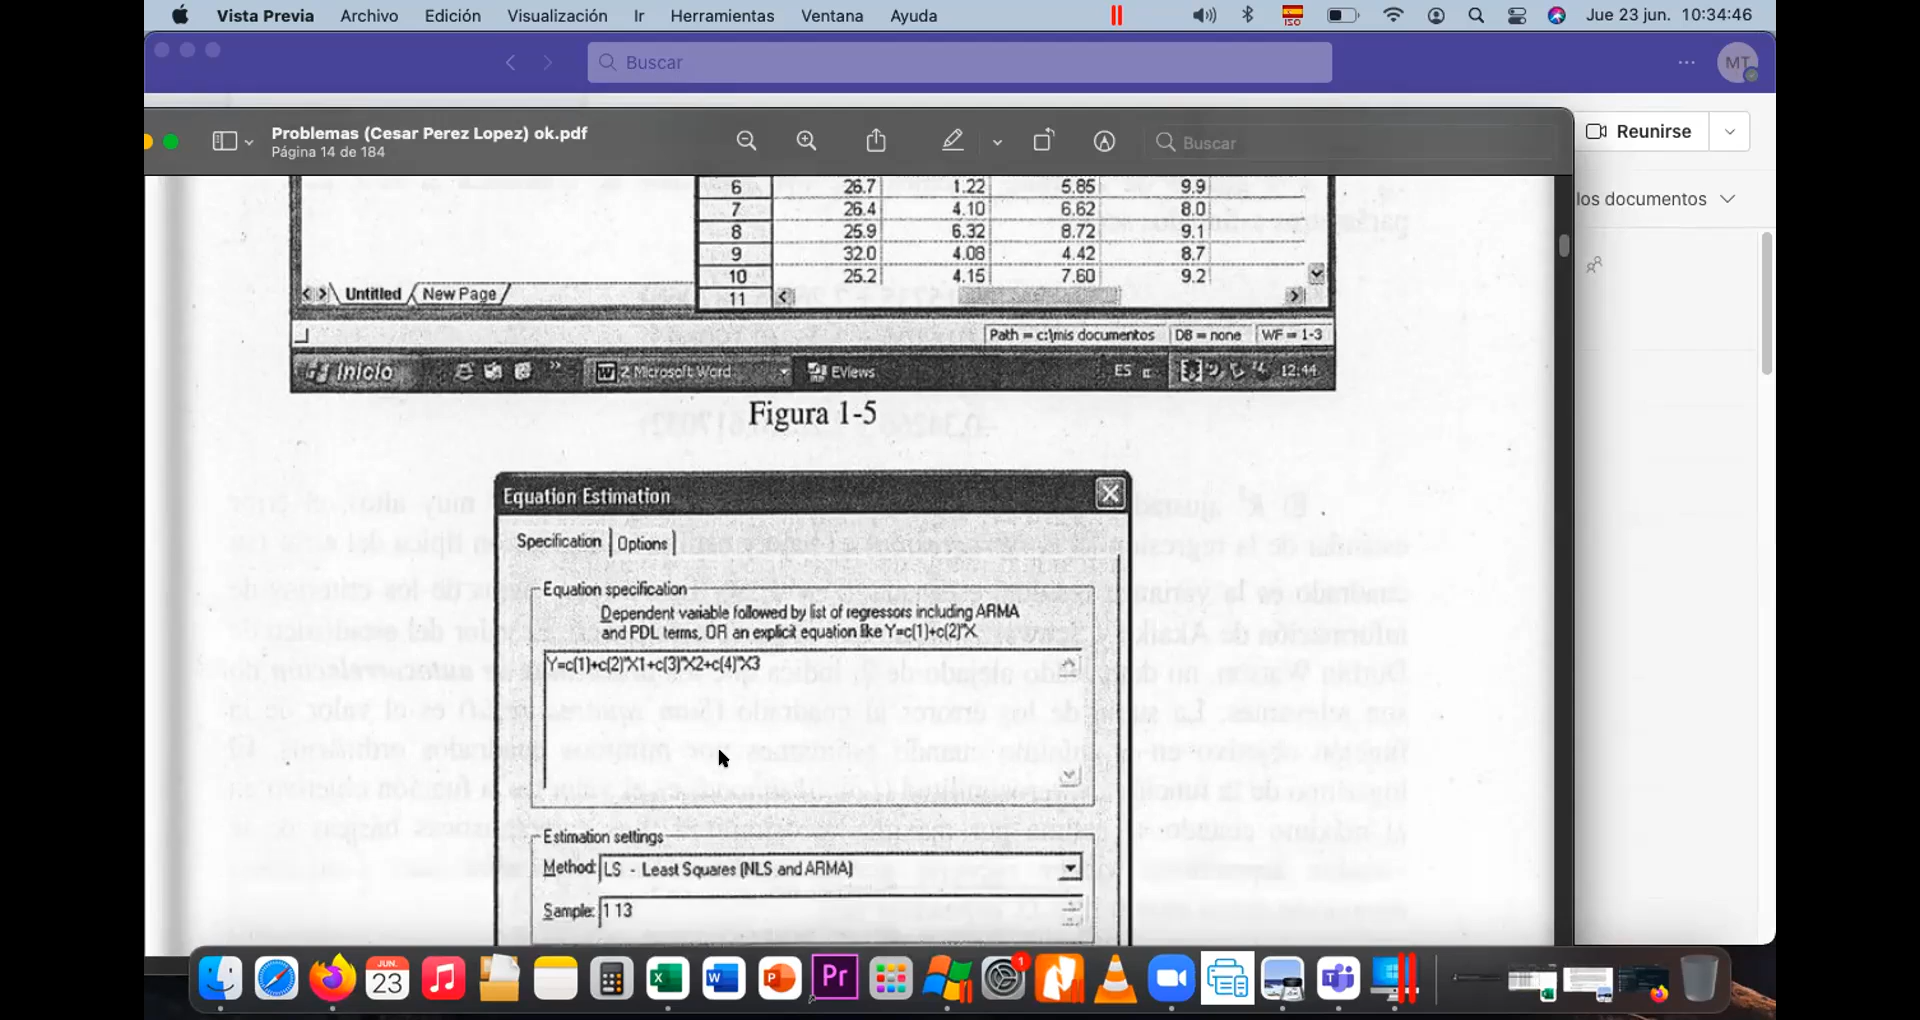 Vista Previa Archivo Edición Visualización Ir Herramientas Ventana Ayuda
ISO
Jue 23 jun. 10:34:46
Buscar
MT
Problemas (Cesar Perez Lopez) ok.pdf
Página 14 de 184
Buscar
Reunirse
los documentos
6 26.7 1.22 5.85 9.9
7 26.4 4.10 6.62 8.0
8 25.9 6.32 8.72 9.1
9 32.0 4.08 4.42 8.7
10 25.2 4.15 7.60 9.2
11
Untitled New Page
Path = c:\mis documentos DB = none WF = 1-3
Inicio
2 Microsoft Word
EViews
ES
12:44
Figura 1-5
Equation Estimation
Specification Options
Equation specification
Dependent variable followed by list of regressors including ARMA
and PDL terms, OR an explicit equation like Y=c(1)+c(2)*X.
Y=c(1)+c(2)*X1+c(3)*X2+c(4)*X3
Estimation settings
Method: LS - Least Squares (NLS and ARMA)
Sample: 1 13
JUN.
23
Pr
1